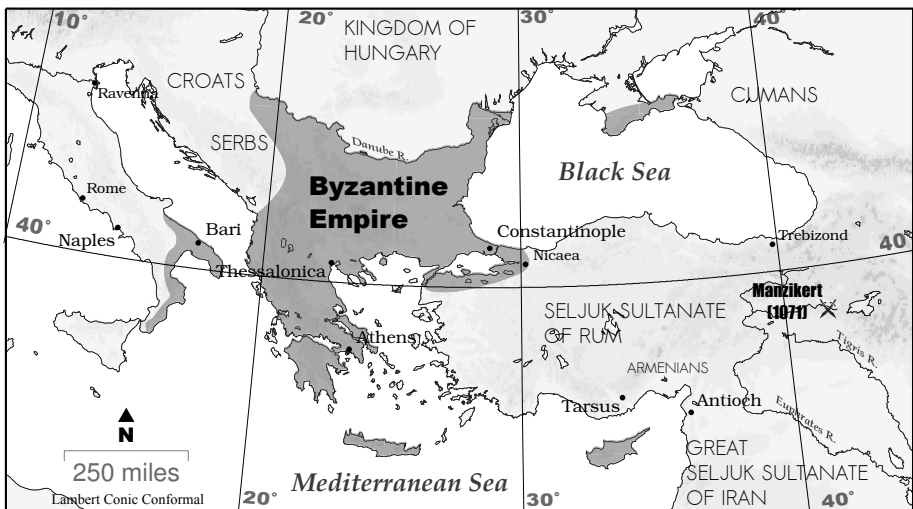 10°
20°
30°
40°
KINGDOM OF
HUNGARY
CROATS
Ravenna
CUMANS
SERBS
Danube R.
Black Sea
Byzantine
Empire
Rome
40°
Bari
Naples
Constantinople
Nicaea
Trebizond
40°
Thessalonica
Manzikert
(1071)
SELJUK SULTANATE
OF RUM
Athens
Tigris R.
ARMENIANS
Tarsus
Antioch
Euphrates R.
N
GREAT
SELJUK SULTANATE
OF IRAN
250 miles
Mediterranean Sea
Lambert Conic Conformal
20°
30°
40°